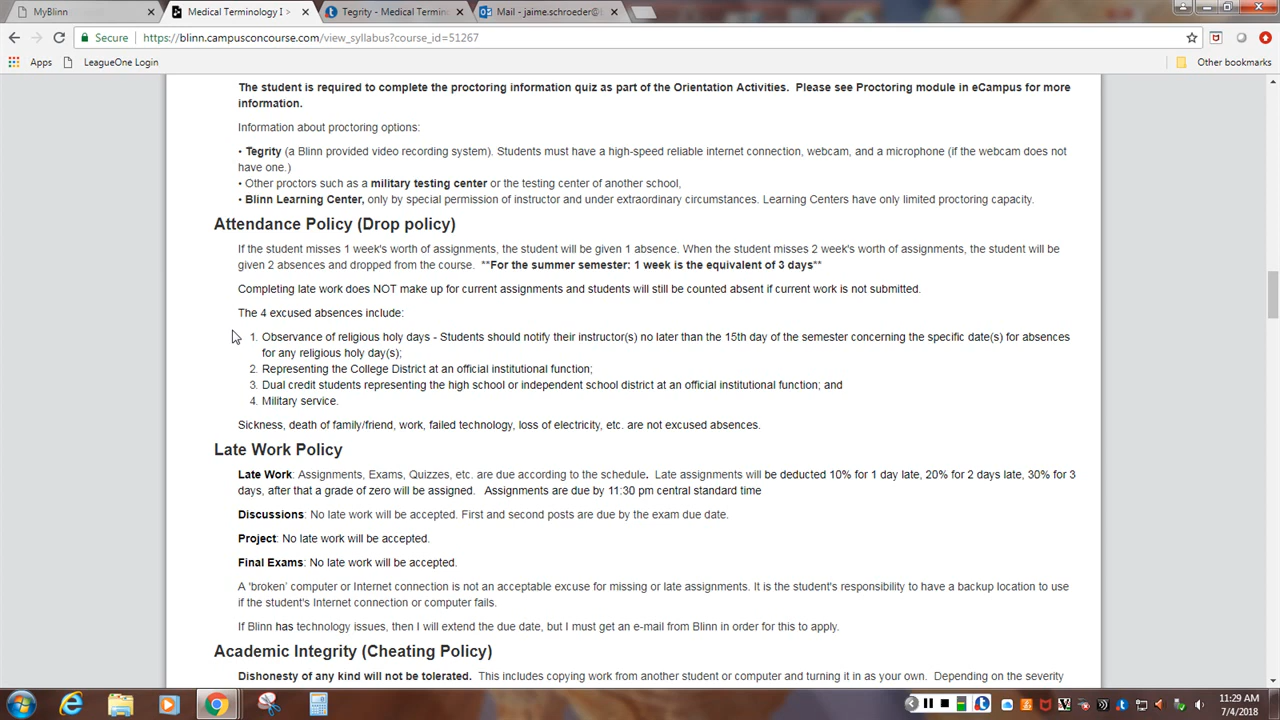 MyBlinn
Medical Terminology I >
Tegrity - Medical Termin
Mail - jaime.schroeder@
Secure
https://blinn.campusconcourse.com/view_syllabus?course_id=51267
Apps
LeagueOne Login
Other bookmarks
The student is required to complete the proctoring information quiz as part of the Orientation Activities. Please see Proctoring module in eCampus for more
information.
Information about proctoring options:
• Tegrity (a Blinn provided video recording system). Students must have a high-speed reliable internet connection, webcam, and a microphone (if the webcam does not
have one.)
• Other proctors such as a military testing center or the testing center of another school,
• Blinn Learning Center, only by special permission of instructor and under extraordinary circumstances. Learning Centers have only limited proctoring capacity.
Attendance Policy (Drop policy)
If the student misses 1 week's worth of assignments, the student will be given 1 absence. When the student misses 2 week's worth of assignments, the student will be
given 2 absences and dropped from the course. **For the summer semester: 1 week is the equivalent of 3 days**
Completing late work does NOT make up for current assignments and students will still be counted absent if current work is not submitted.
The 4 excused absences include:
1. Observance of religious holy days - Students should notify their instructor(s) no later than the 15th day of the semester concerning the specific date(s) for absences
for any religious holy day(s);
2. Representing the College District at an official institutional function;
3. Dual credit students representing the high school or independent school district at an official institutional function; and
4. Military service.
Sickness, death of family/friend, work, failed technology, loss of electricity, etc. are not excused absences.
Late Work Policy
Late Work: Assignments, Exams, Quizzes, etc. are due according to the schedule. Late assignments will be deducted 10% for 1 day late, 20% for 2 days late, 30% for 3
days, after that a grade of zero will be assigned. Assignments are due by 11:30 pm central standard time
Discussions: No late work will be accepted. First and second posts are due by the exam due date.
Project: No late work will be accepted.
Final Exams: No late work will be accepted.
A 'broken' computer or Internet connection is not an acceptable excuse for missing or late assignments. It is the student's responsibility to have a backup location to use
if the student's Internet connection or computer fails.
If Blinn has technology issues, then I will extend the due date, but I must get an e-mail from Blinn in order for this to apply.
Academic Integrity (Cheating Policy)
Dishonesty of any kind will not be tolerated. This includes copying work from another student or computer and turning it in as your own. Depending on the severity
11:29 AM
7/4/2018